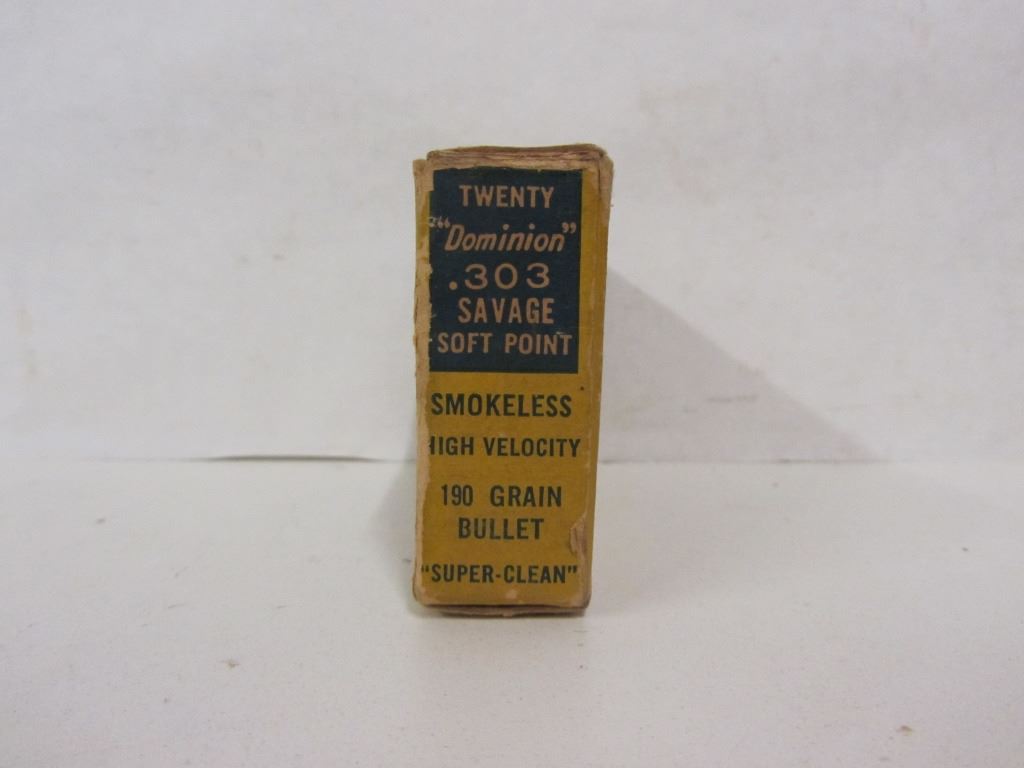 TWENTY
"Dominion"
.303
SAVAGE
SOFT POINT
SMOKELESS
HIGH VELOCITY
190 GRAIN
BULLET
"SUPER-CLEAN"